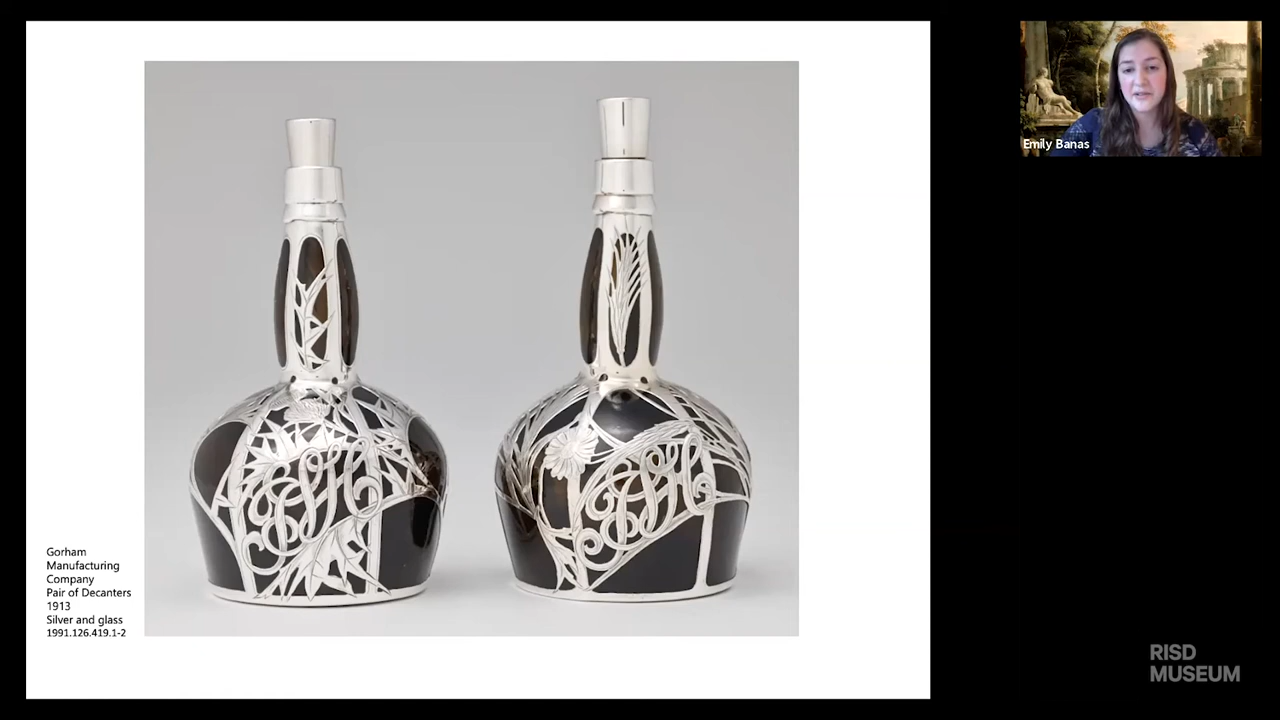 Emily Banas
Gorham
Manufacturing
Company
Pair of Decanters
1913
Silver and glass
1991.126.419.1-2
RISD
MUSEUM